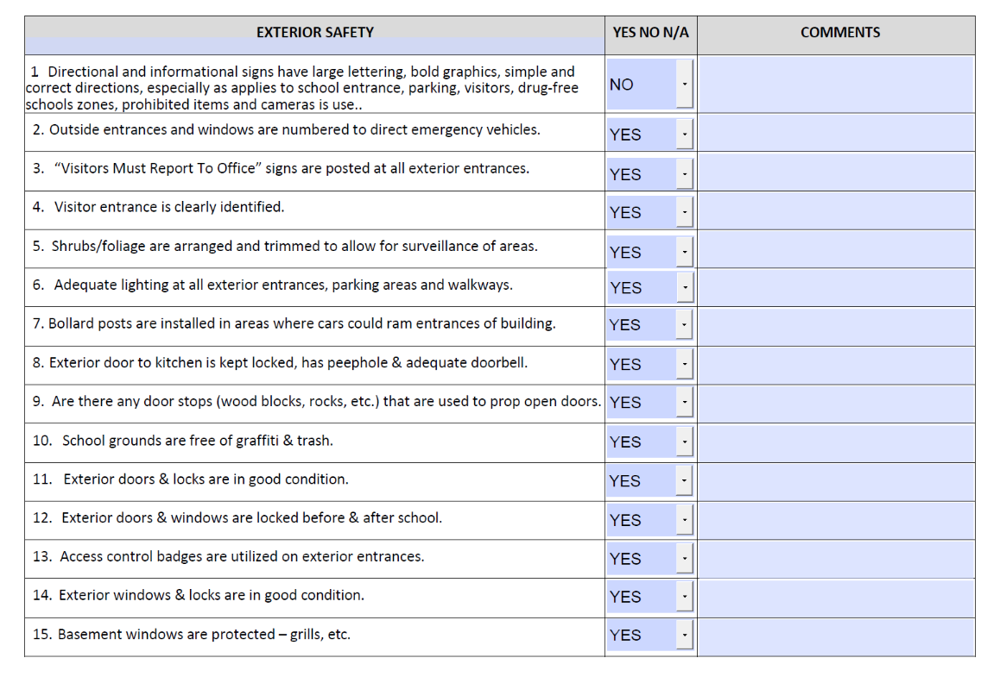 EXTERIOR SAFETY YES NO N/A COMMENTS
1 Directional and informational signs have large lettering, bold graphics, simple and
correct directions, especially as applies to school entrance, parking, visitors, drug-free
schools zones, prohibited items and cameras is use..
NO
2. Outside entrances and windows are numbered to direct emergency vehicles. YES
3. “Visitors Must Report To Office” signs are posted at all exterior entrances. YES
4. Visitor entrance is clearly identified. YES
5. Shrubs/foliage are arranged and trimmed to allow for surveillance of areas. YES
6. Adequate lighting at all exterior entrances, parking areas and walkways. YES
7. Bollard posts are installed in areas where cars could ram entrances of building. YES
8. Exterior door to kitchen is kept locked, has peephole & adequate doorbell. YES
9. Are there any door stops (wood blocks, rocks, etc.) that are used to prop open doors. YES
10. School grounds are free of graffiti & trash. YES
11. Exterior doors & locks are in good condition. YES
12. Exterior doors & windows are locked before & after school. YES
13. Access control badges are utilized on exterior entrances. YES
14. Exterior windows & locks are in good condition. YES
15. Basement windows are protected – grills, etc. YES